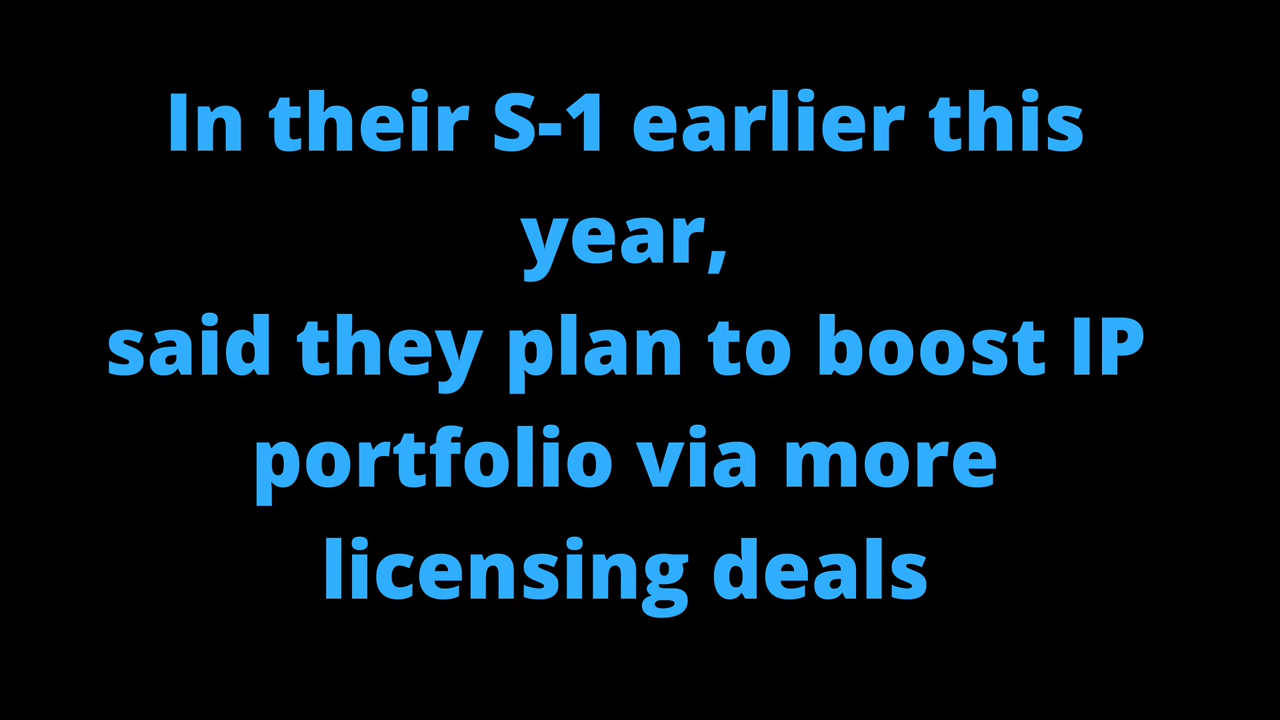 In their S-1 earlier this
year,
said they plan to boost IP
portfolio via more
licensing deals